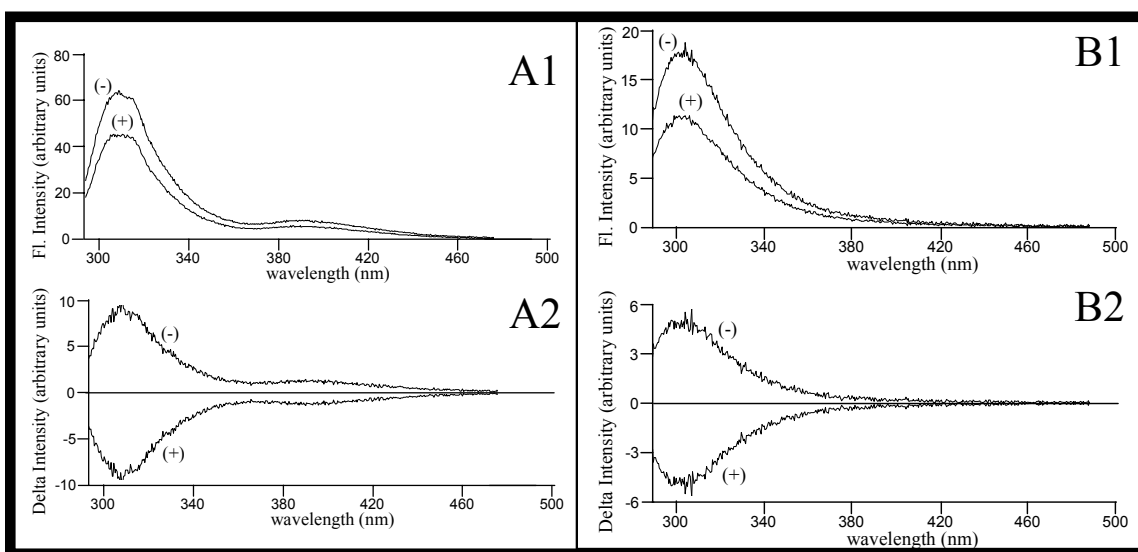 A1
Fl. Intensity (arbitrary units)
80
60
40
20
0
(-)
(+)
300 340 380 420 460 500
wavelength (nm)
B1
Fl. Intensity (arbitrary units)
20
15
10
5
0
(-)
(+)
300 340 380 420 460 500
wavelength (nm)
A2
Delta Intensity (arbitrary units)
10
5
0
-5
-10
(-)
(+)
300 340 380 420 460 500
wavelength (nm)
B2
Delta Intensity (arbitrary units)
6
3
0
-3
-6
(-)
(+)
300 340 380 420 460 500
wavelength (nm)